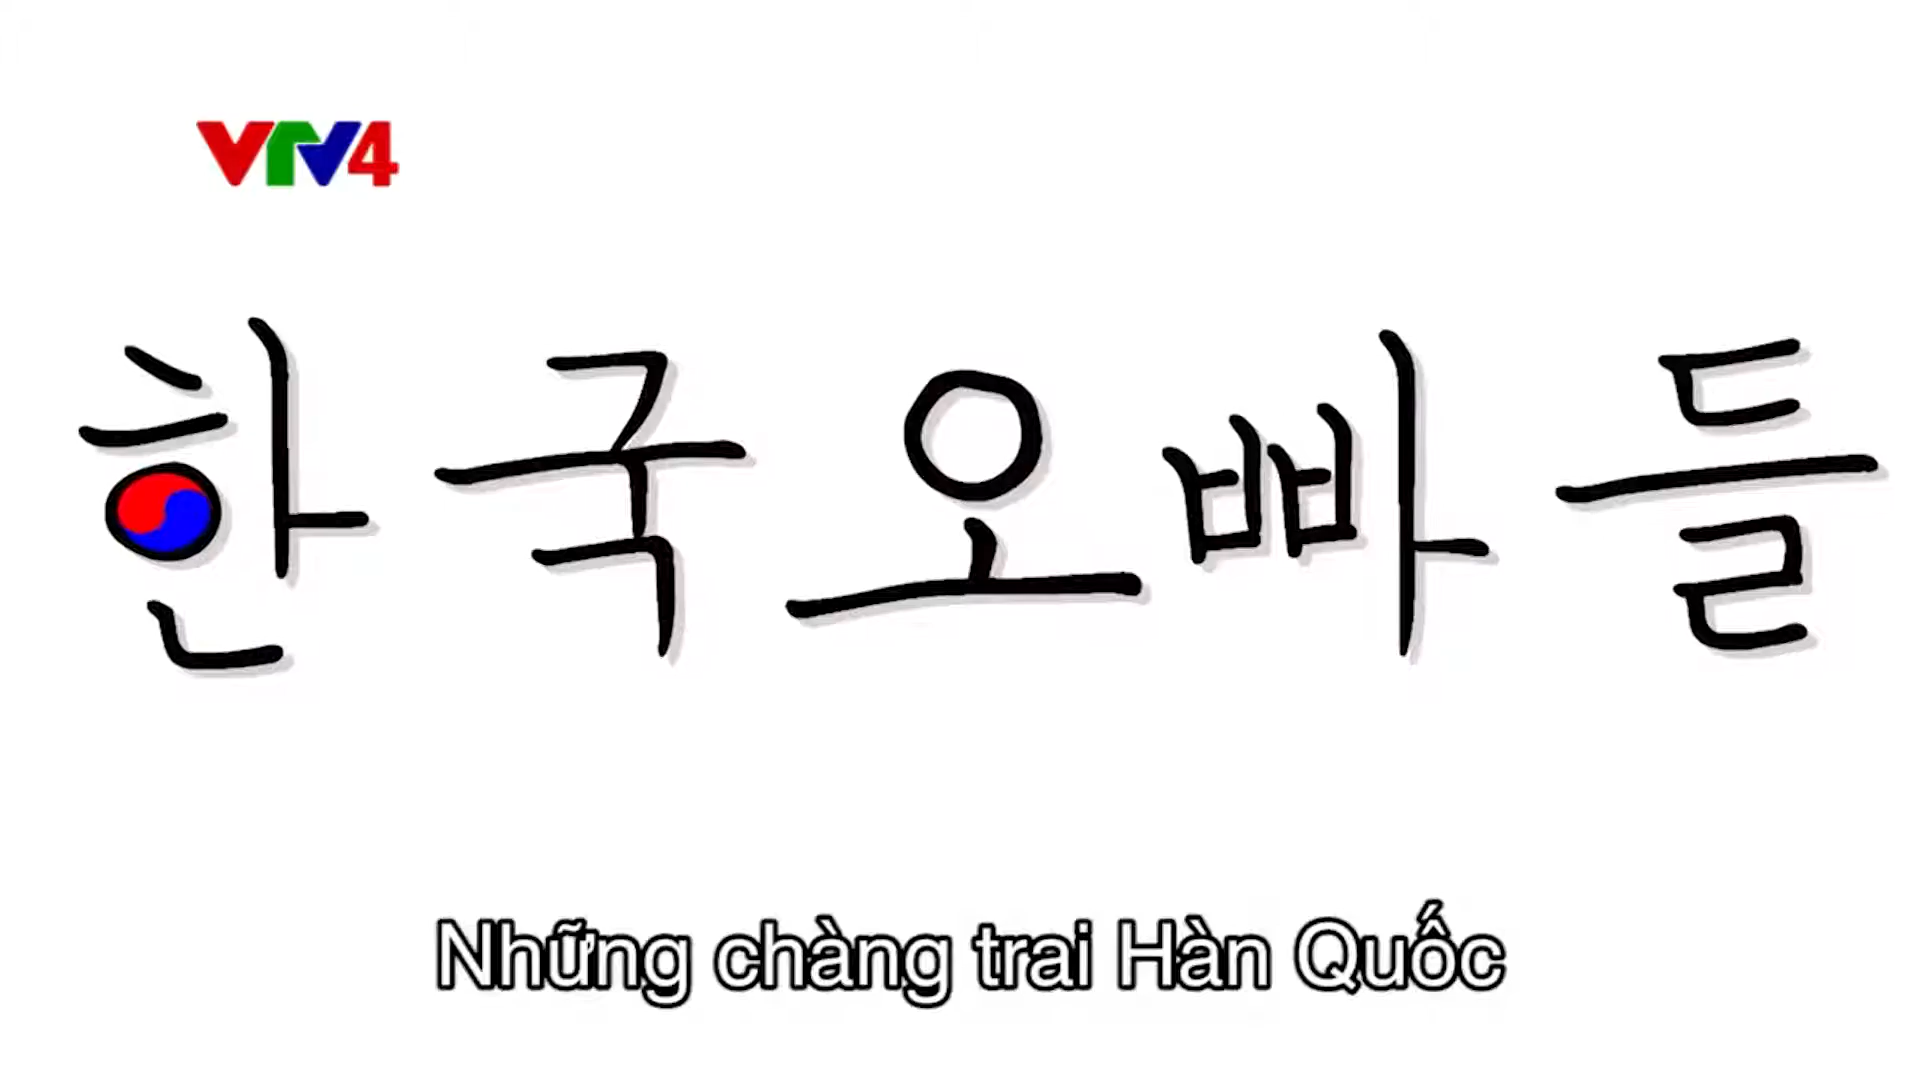 VTV4
한국오빠들
Những chàng trai Hàn Quốc